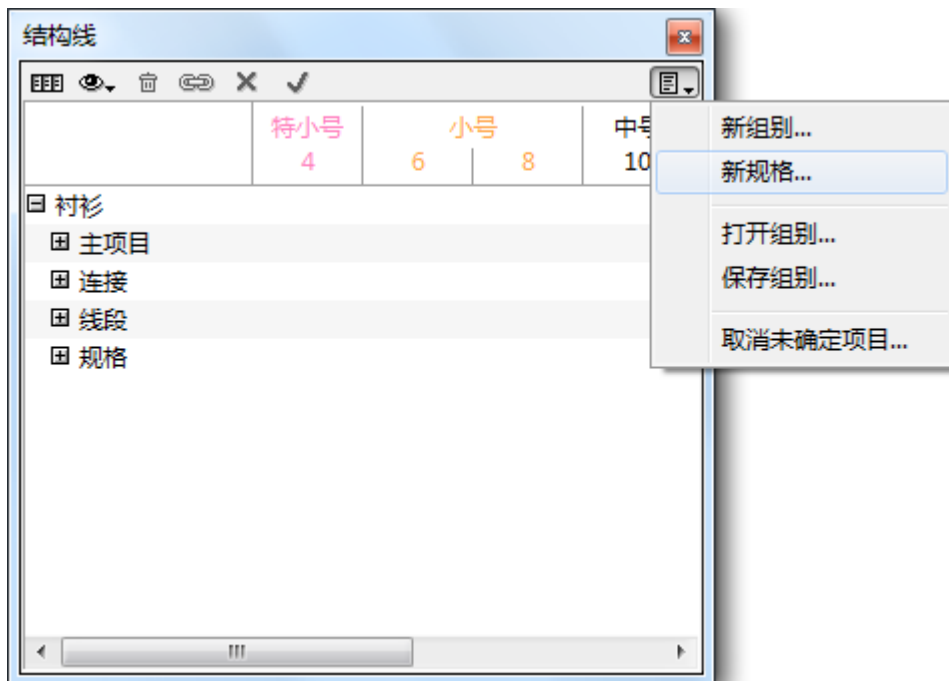 结构线
特小号 小号 中号
4 6 8 10
衬衫
主项目
连接
线段
规格
新组别...
新规格...
打开组别...
保存组别...
取消未确定项目...